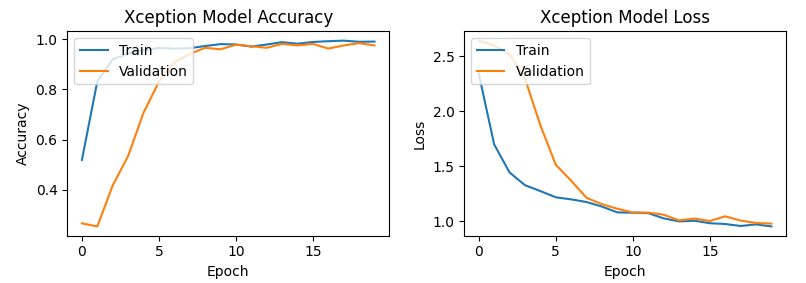 Xception Model Accuracy
1.0
0.8
0.6
0.4
Accuracy
Train
Validation
0
5
10
15
Epoch
Xception Model Loss
2.5
2.0
1.5
1.0
Loss
Train
Validation
0
5
10
15
Epoch